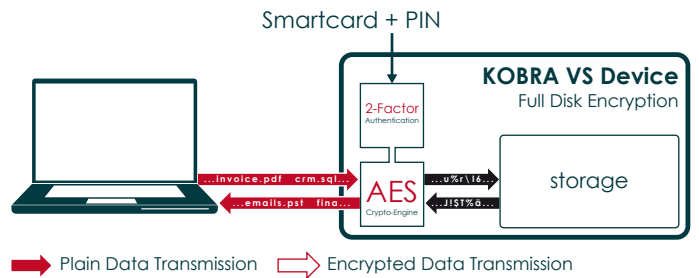 Smartcard + PIN
KOBRA VS Device
Full Disk Encryption
2-Factor
Authentication
...invoice.pdf crm.sql...
...u%r\l6...
AES
Crypto-Engine
storage
...emails.pst fina...
...J!$T%ä...
Plain Data Transmission
Encrypted Data Transmission